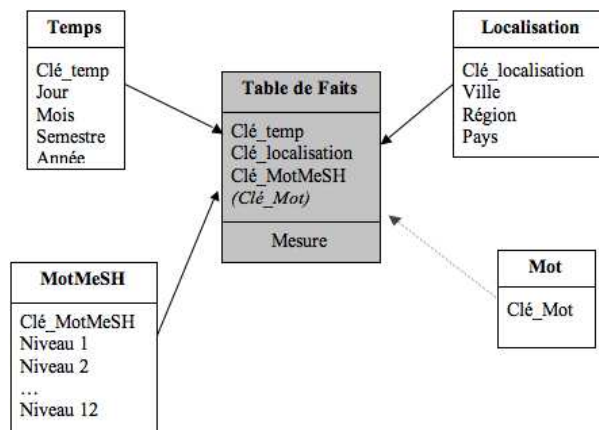 Temps
Clé_temp
Jour
Mois
Semestre
Année
Table de Faits
Clé_temp
Clé_localisation
Clé_MotMeSH
(Clé_Mot)
Mesure
Localisation
Clé_localisation
Ville
Région
Pays
MotMeSH
Clé_MotMeSH
Niveau 1
Niveau 2
…
Niveau 12
Mot
Clé_Mot